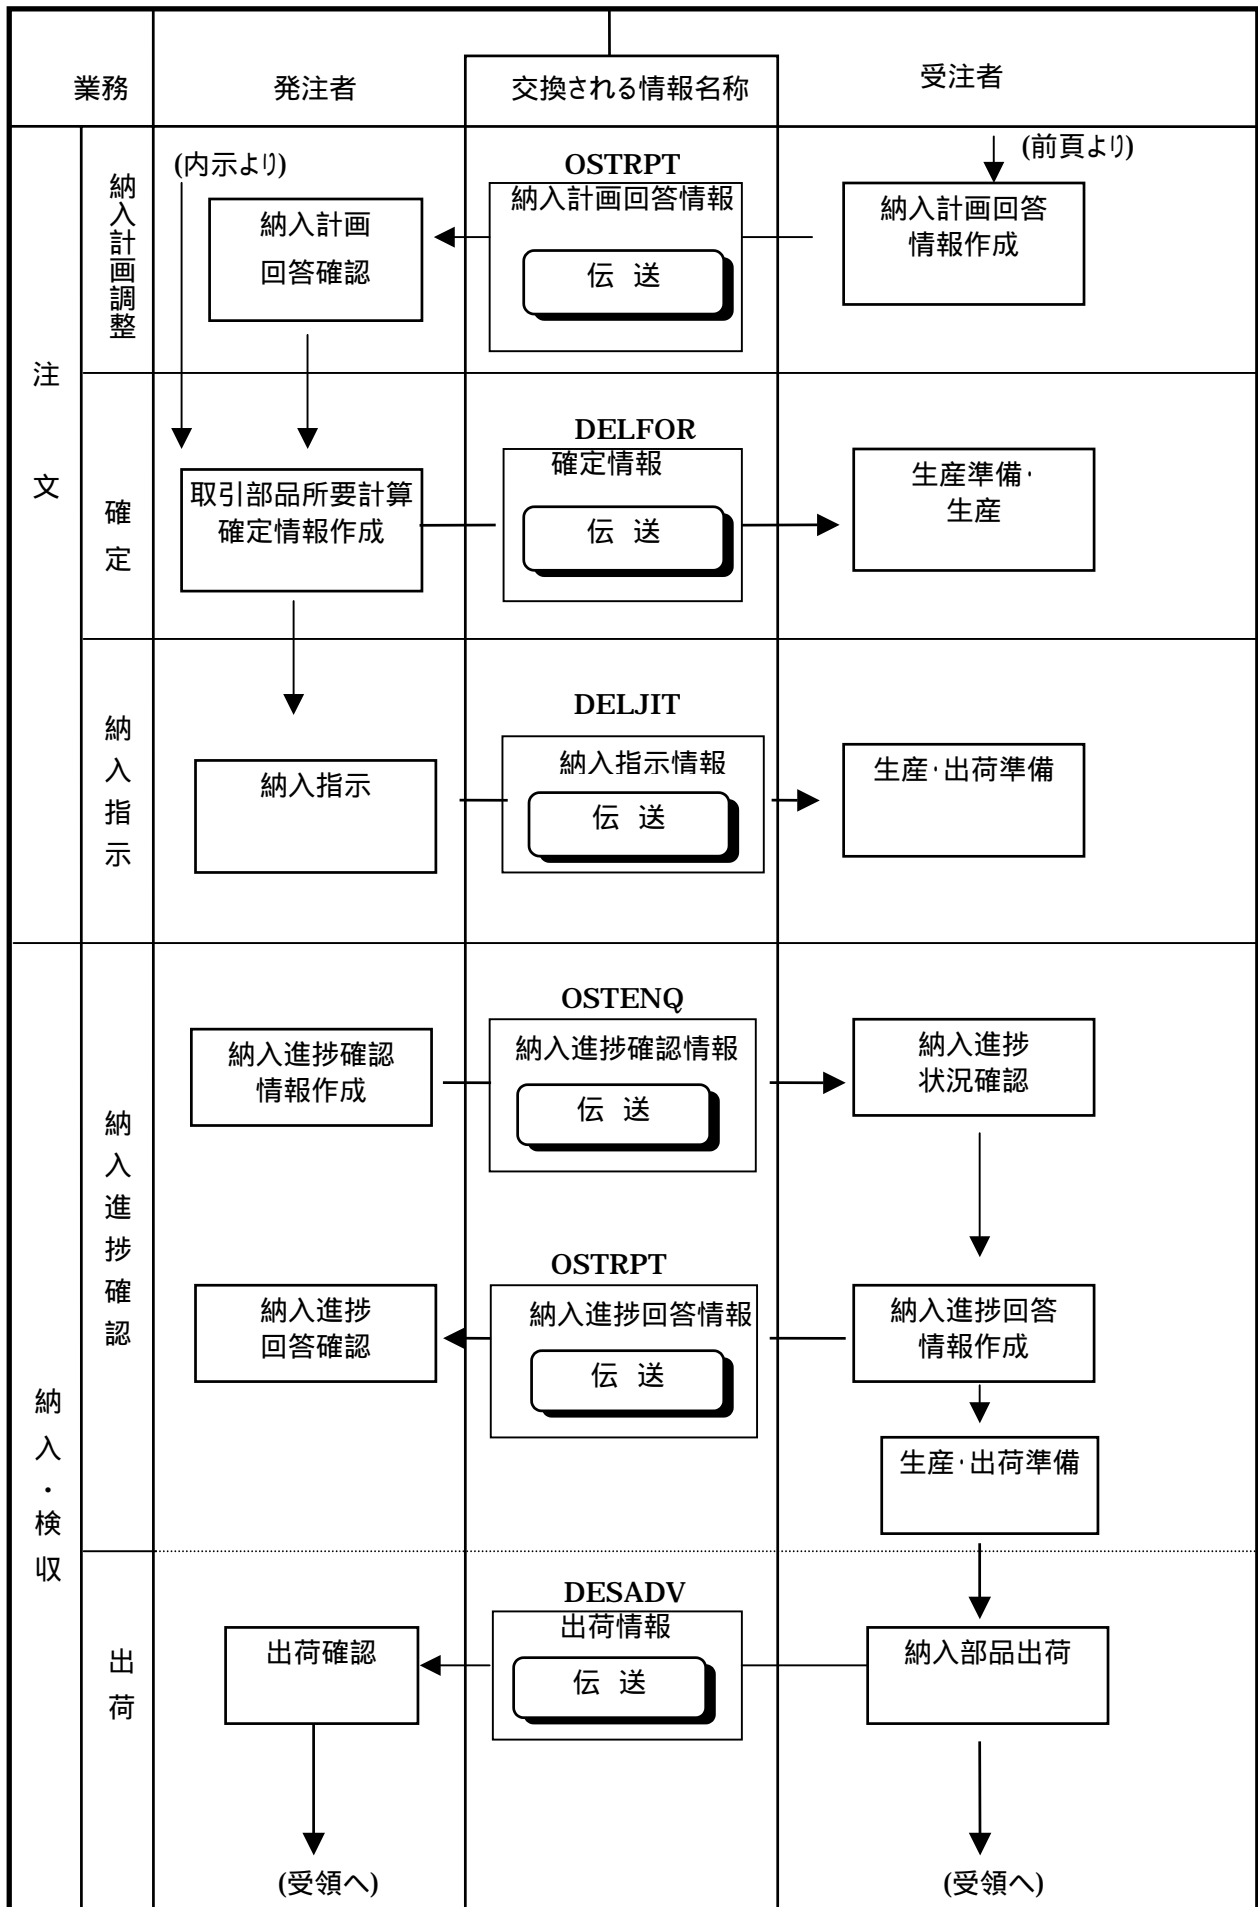 業務
発注者
交換される情報名称
受注者
注文
納入計画調整
(内示より)
納入計画
回答確認
OSTRPT
納入計画回答情報
伝 送
(前頁より)
納入計画回答
情報作成
確定
取引部品所要計算
確定情報作成
DELFOR
確定情報
伝 送
生産準備・
生産
納入指示
納入指示
DELJIT
納入指示情報
伝 送
生産・出荷準備
納入・検収
納入進捗確認
納入進捗確認
情報作成
OSTENQ
納入進捗確認情報
伝 送
納入進捗
状況確認
納入進捗
回答確認
OSTRPT
納入進捗回答情報
伝 送
納入進捗回答
情報作成
生産・出荷準備
出荷
出荷確認
DESADV
出荷情報
伝 送
納入部品出荷
(受領へ)
(受領へ)